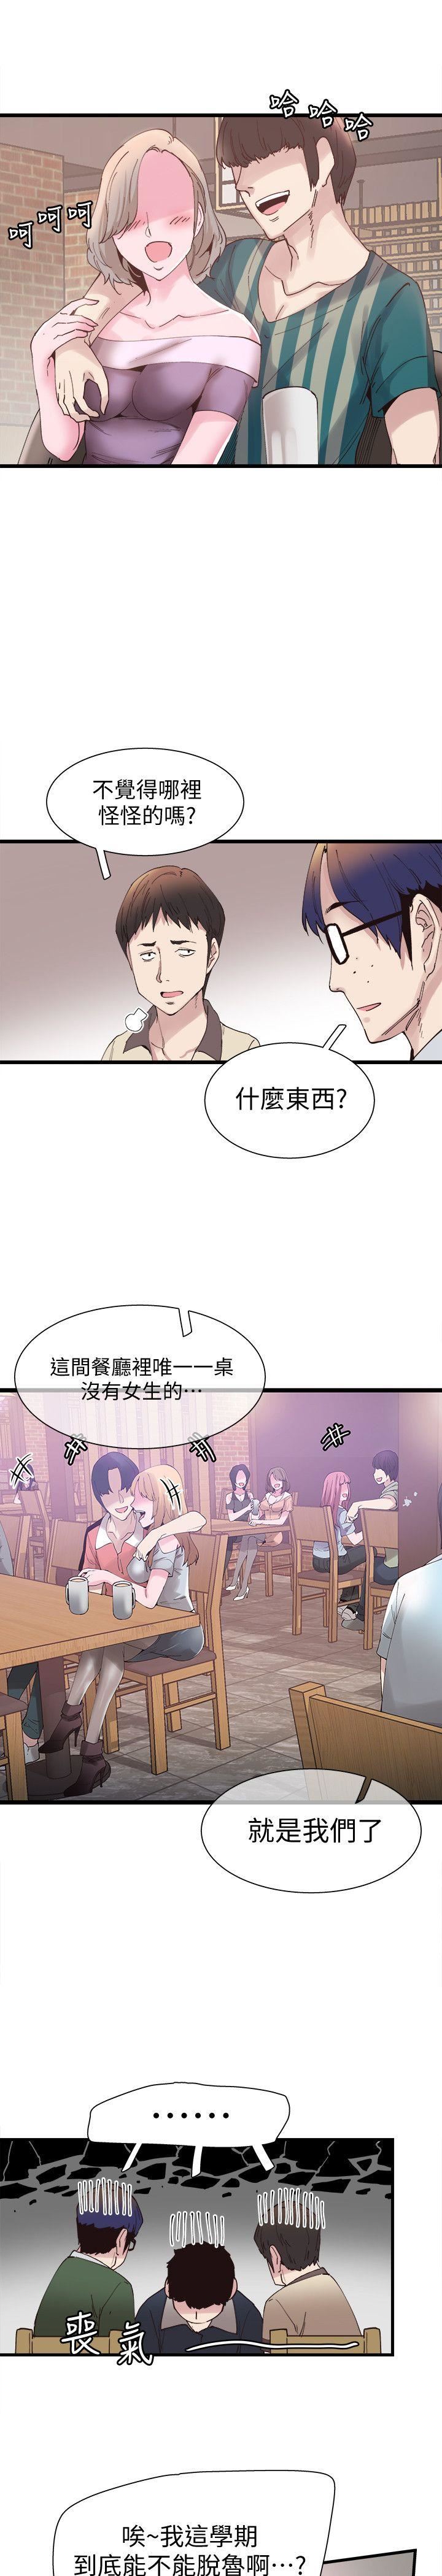 哈哈哈
呵呵呵
不覺得哪裡
怪怪的嗎?
什麼東西?
這間餐廳裡唯一一桌
沒有女生的…
就是我們了
……
喪氣
唉~我這學期
到底能不能脫魯啊…?